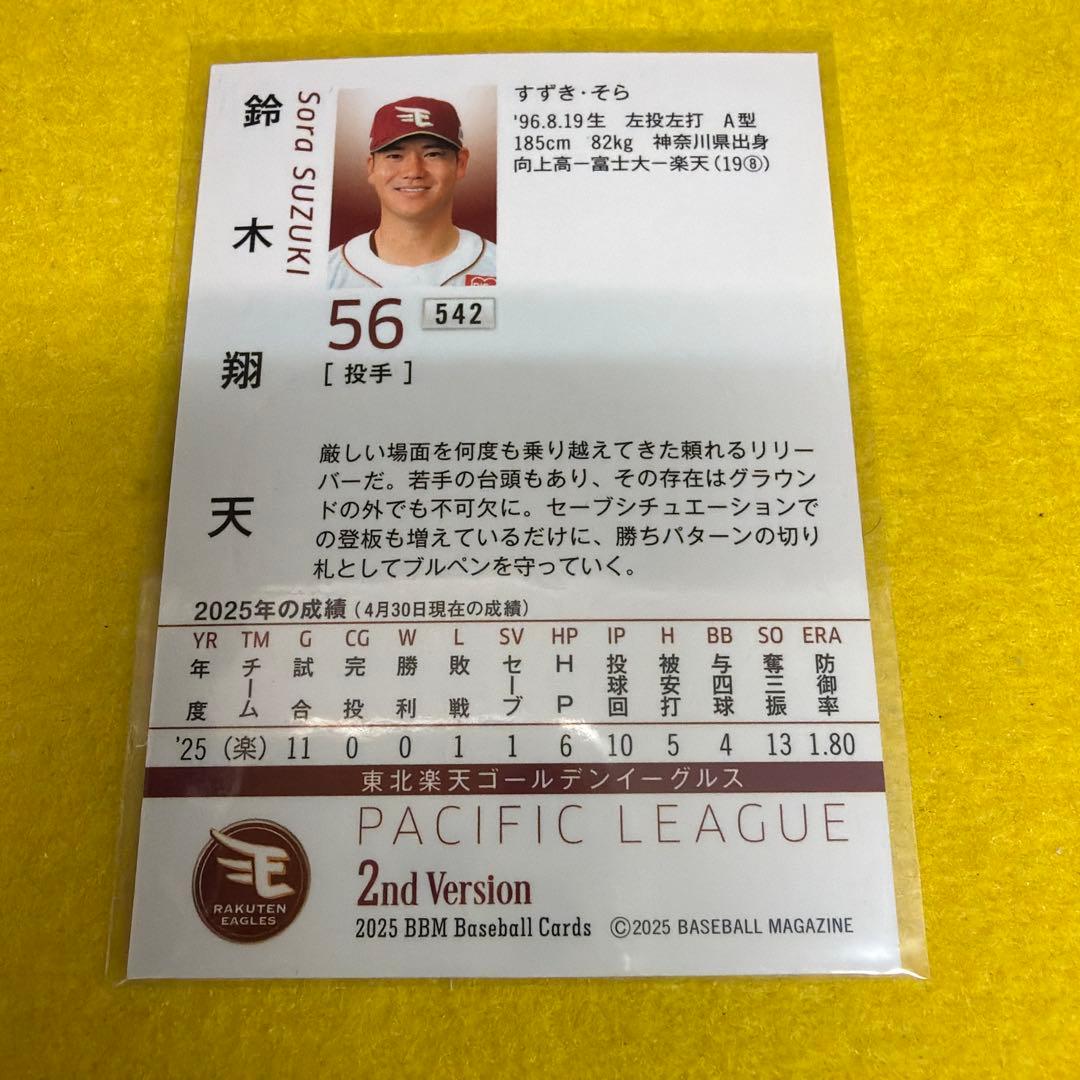 鈴木翔天
Sora SUZUKI
すずき・そら
'96.8.19生 左投左打 A型
185cm 82kg 神奈川県出身
向上高ー富士大ー楽天(19⑧)
56
542
[投手]
厳しい場面を何度も乗り越えてきた頼れるリリー
バーだ。若手の台頭もあり、その存在はグラウン
ドの外でも不可欠に。セーブシチュエーションで
の登板も増えているだけに、勝ちパターンの切り
札としてブルペンを守っていく。
2025年の成績(4月30日現在の成績)
YR TM G CG W L SV HP IP H BB SO ERA
年度 チーム 試合 完投 勝利 敗戦 セーブ HP 投球回 被安打 与四球 奪三振 防御率
'25 (楽) 11 0 0 1 1 6 10 5 4 13 1.80
東北楽天ゴールデンイーグルス
PACIFIC LEAGUE
2nd Version
2025 BBM Baseball Cards ©2025 BASEBALL MAGAZINE
RAKUTEN
EAGLES